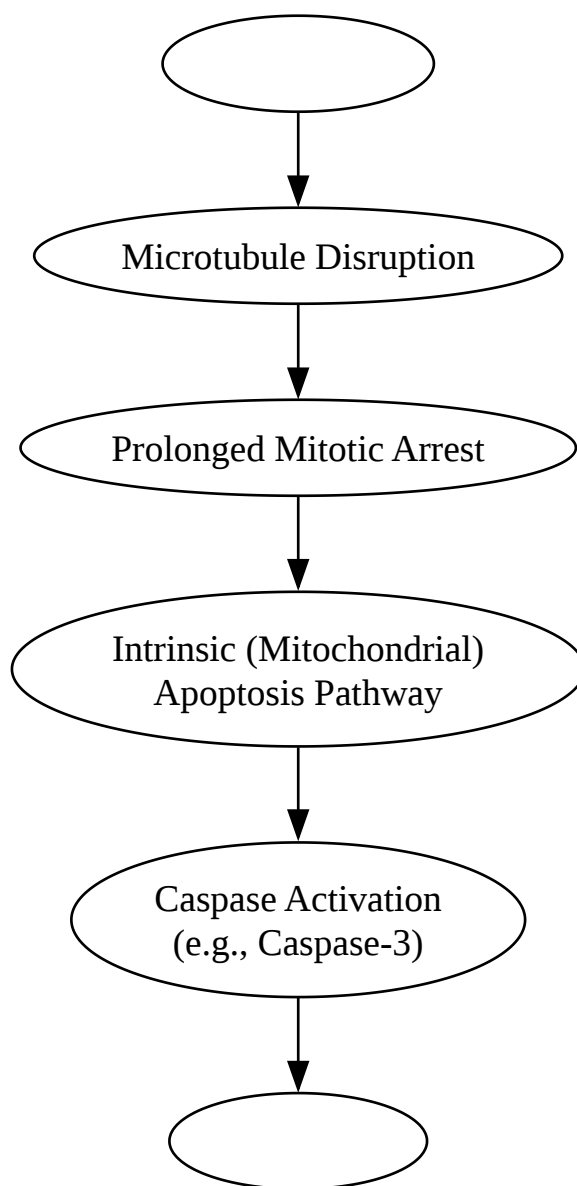 Microtubule Disruption
Prolonged Mitotic Arrest
Intrinsic (Mitochondrial)
Apoptosis Pathway
Caspase Activation
(e.g., Caspase-3)